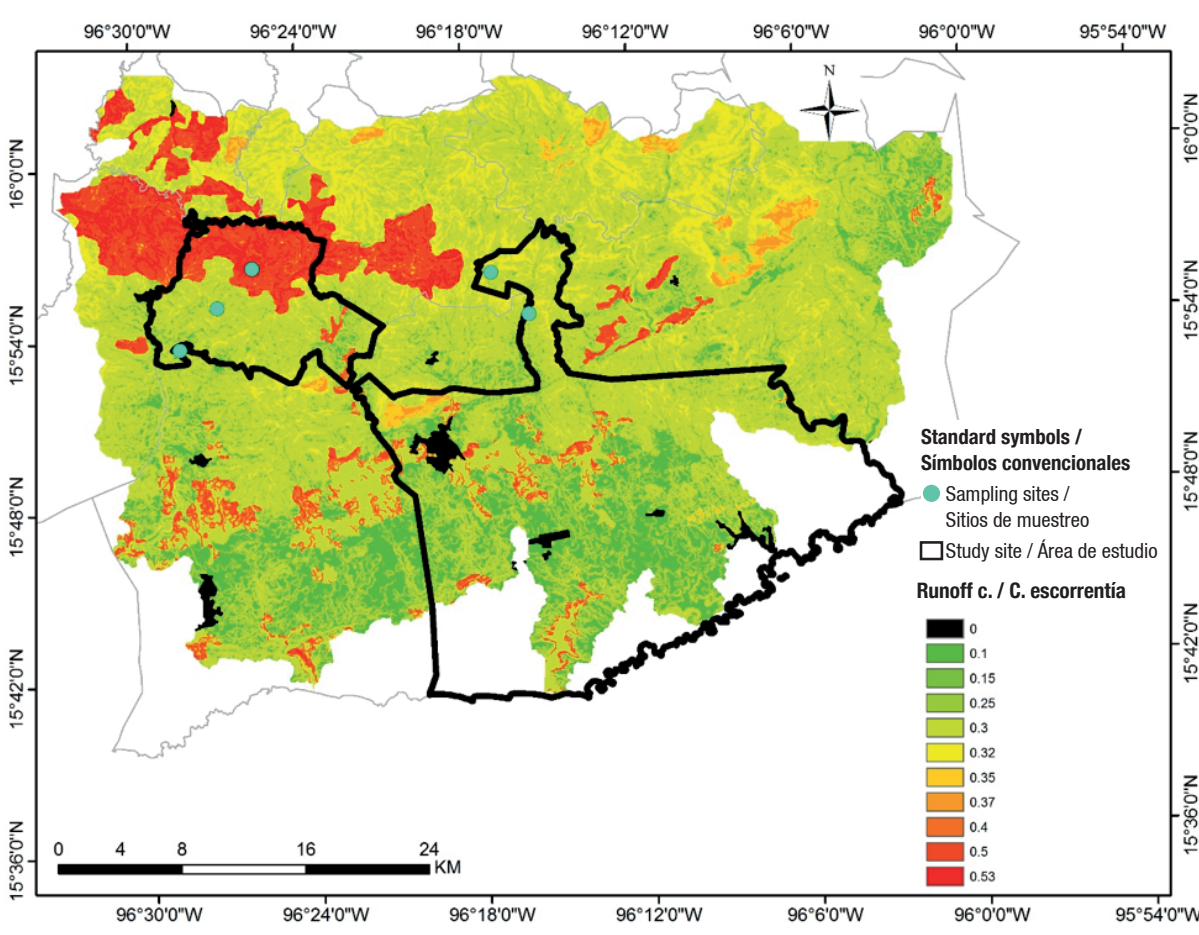 96°30'0"W 96°24'0"W 96°18'0"W 96°12'0"W 96°6'0"W 96°0'0"W 95°54'0"W
N
16°0'0"N
15°54'0"N
15°48'0"N
15°42'0"N
15°36'0"N
16°0'0"N
15°54'0"N
15°48'0"N
15°42'0"N
15°36'0"N
Standard symbols /
Símbolos convencionales
Sampling sites /
Sitios de muestreo
Study site / Área de estudio
Runoff c. / C. escorrentía
0
0.1
0.15
0.25
0.3
0.32
0.35
0.37
0.4
0.5
0.53
0 4 8 16 24
KM
96°30'0"W 96°24'0"W 96°18'0"W 96°12'0"W 96°6'0"W 96°0'0"W 95°54'0"W